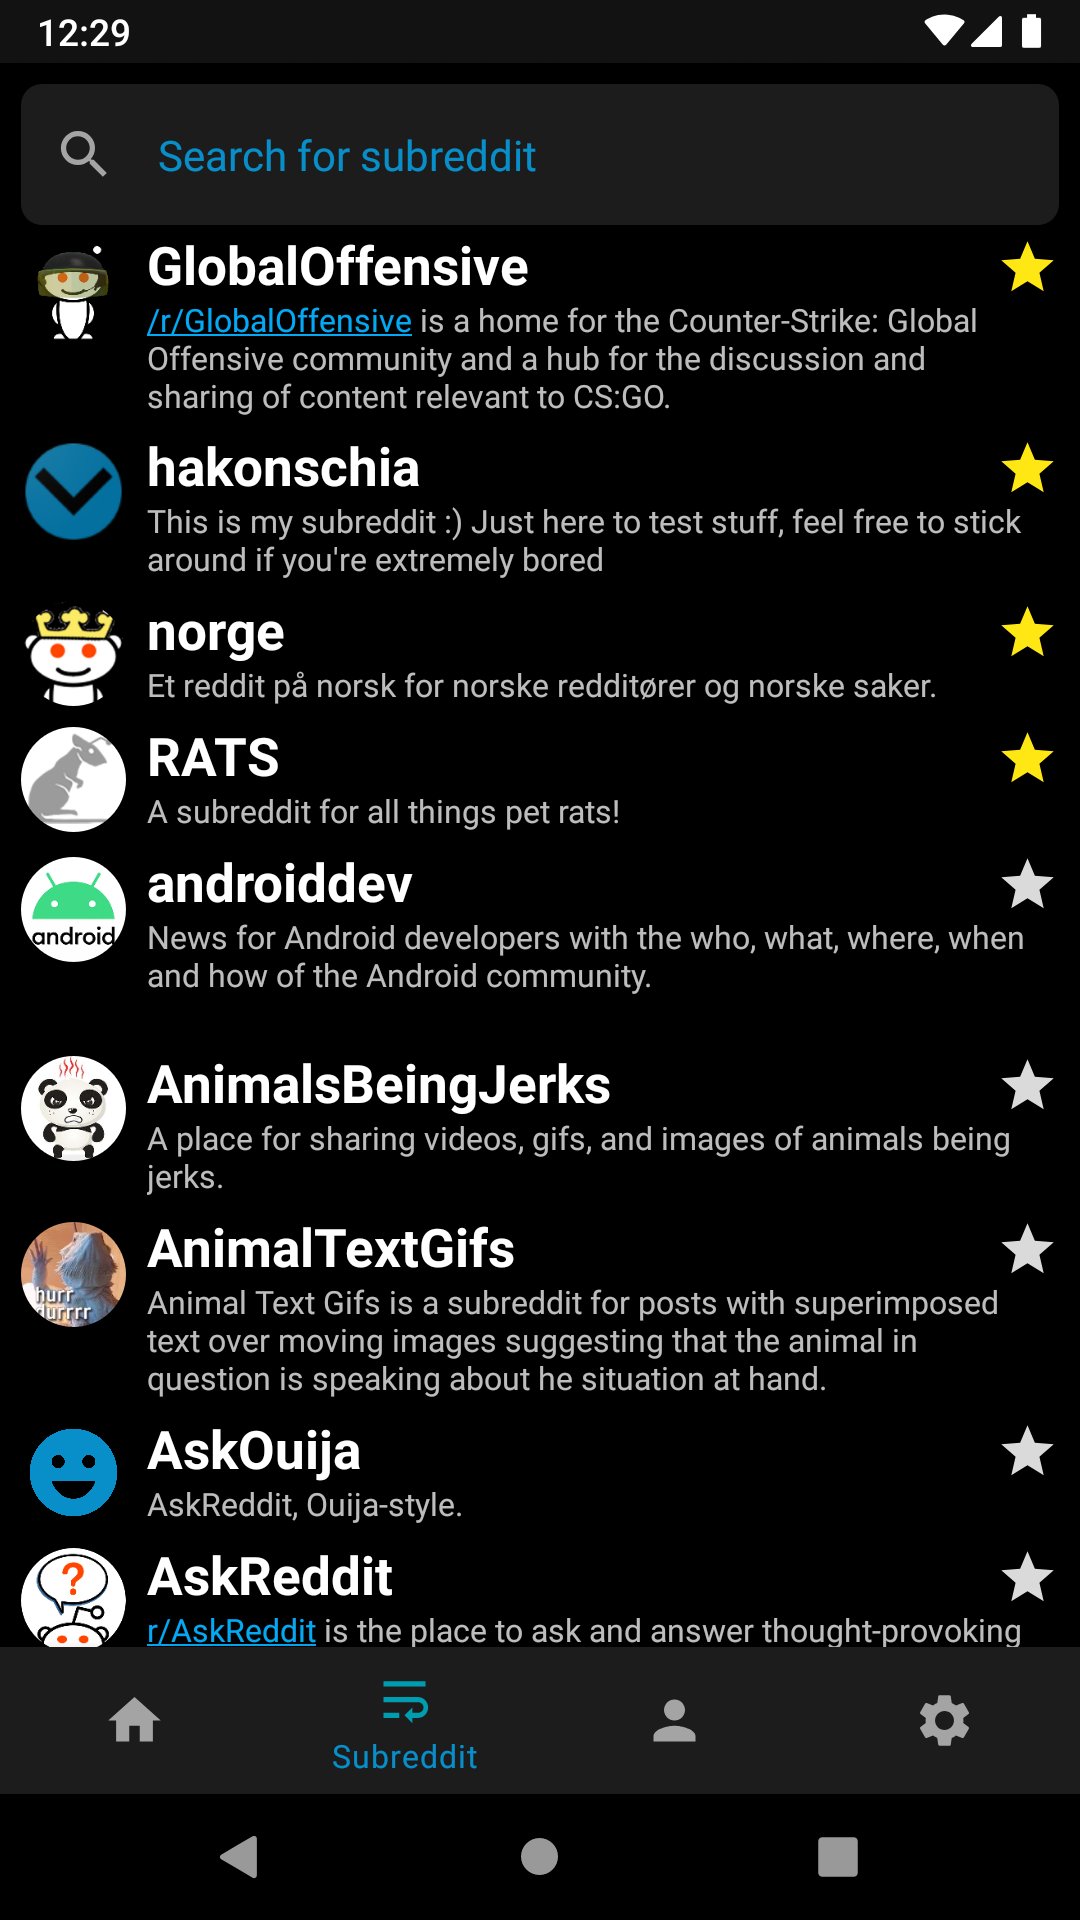 12:29
Search for subreddit
GlobalOffensive
/r/GlobalOffensive is a home for the Counter-Strike: Global
Offensive community and a hub for the discussion and
sharing of content relevant to CS:GO.
hakonschia
This is my subreddit :) Just here to test stuff, feel free to stick
around if you're extremely bored
norge
Et reddit på norsk for norske redditører og norske saker.
RATS
A subreddit for all things pet rats!
android
androiddev
News for Android developers with the who, what, where, when
and how of the Android community.
AnimalsBeingJerks
A place for sharing videos, gifs, and images of animals being
jerks.
hurr
durrrr
AnimalTextGifs
Animal Text Gifs is a subreddit for posts with superimposed
text over moving images suggesting that the animal in
question is speaking about he situation at hand.
AskOuija
AskReddit, Ouija-style.
?
AskReddit
r/AskReddit is the place to ask and answer thought-provoking
Subreddit